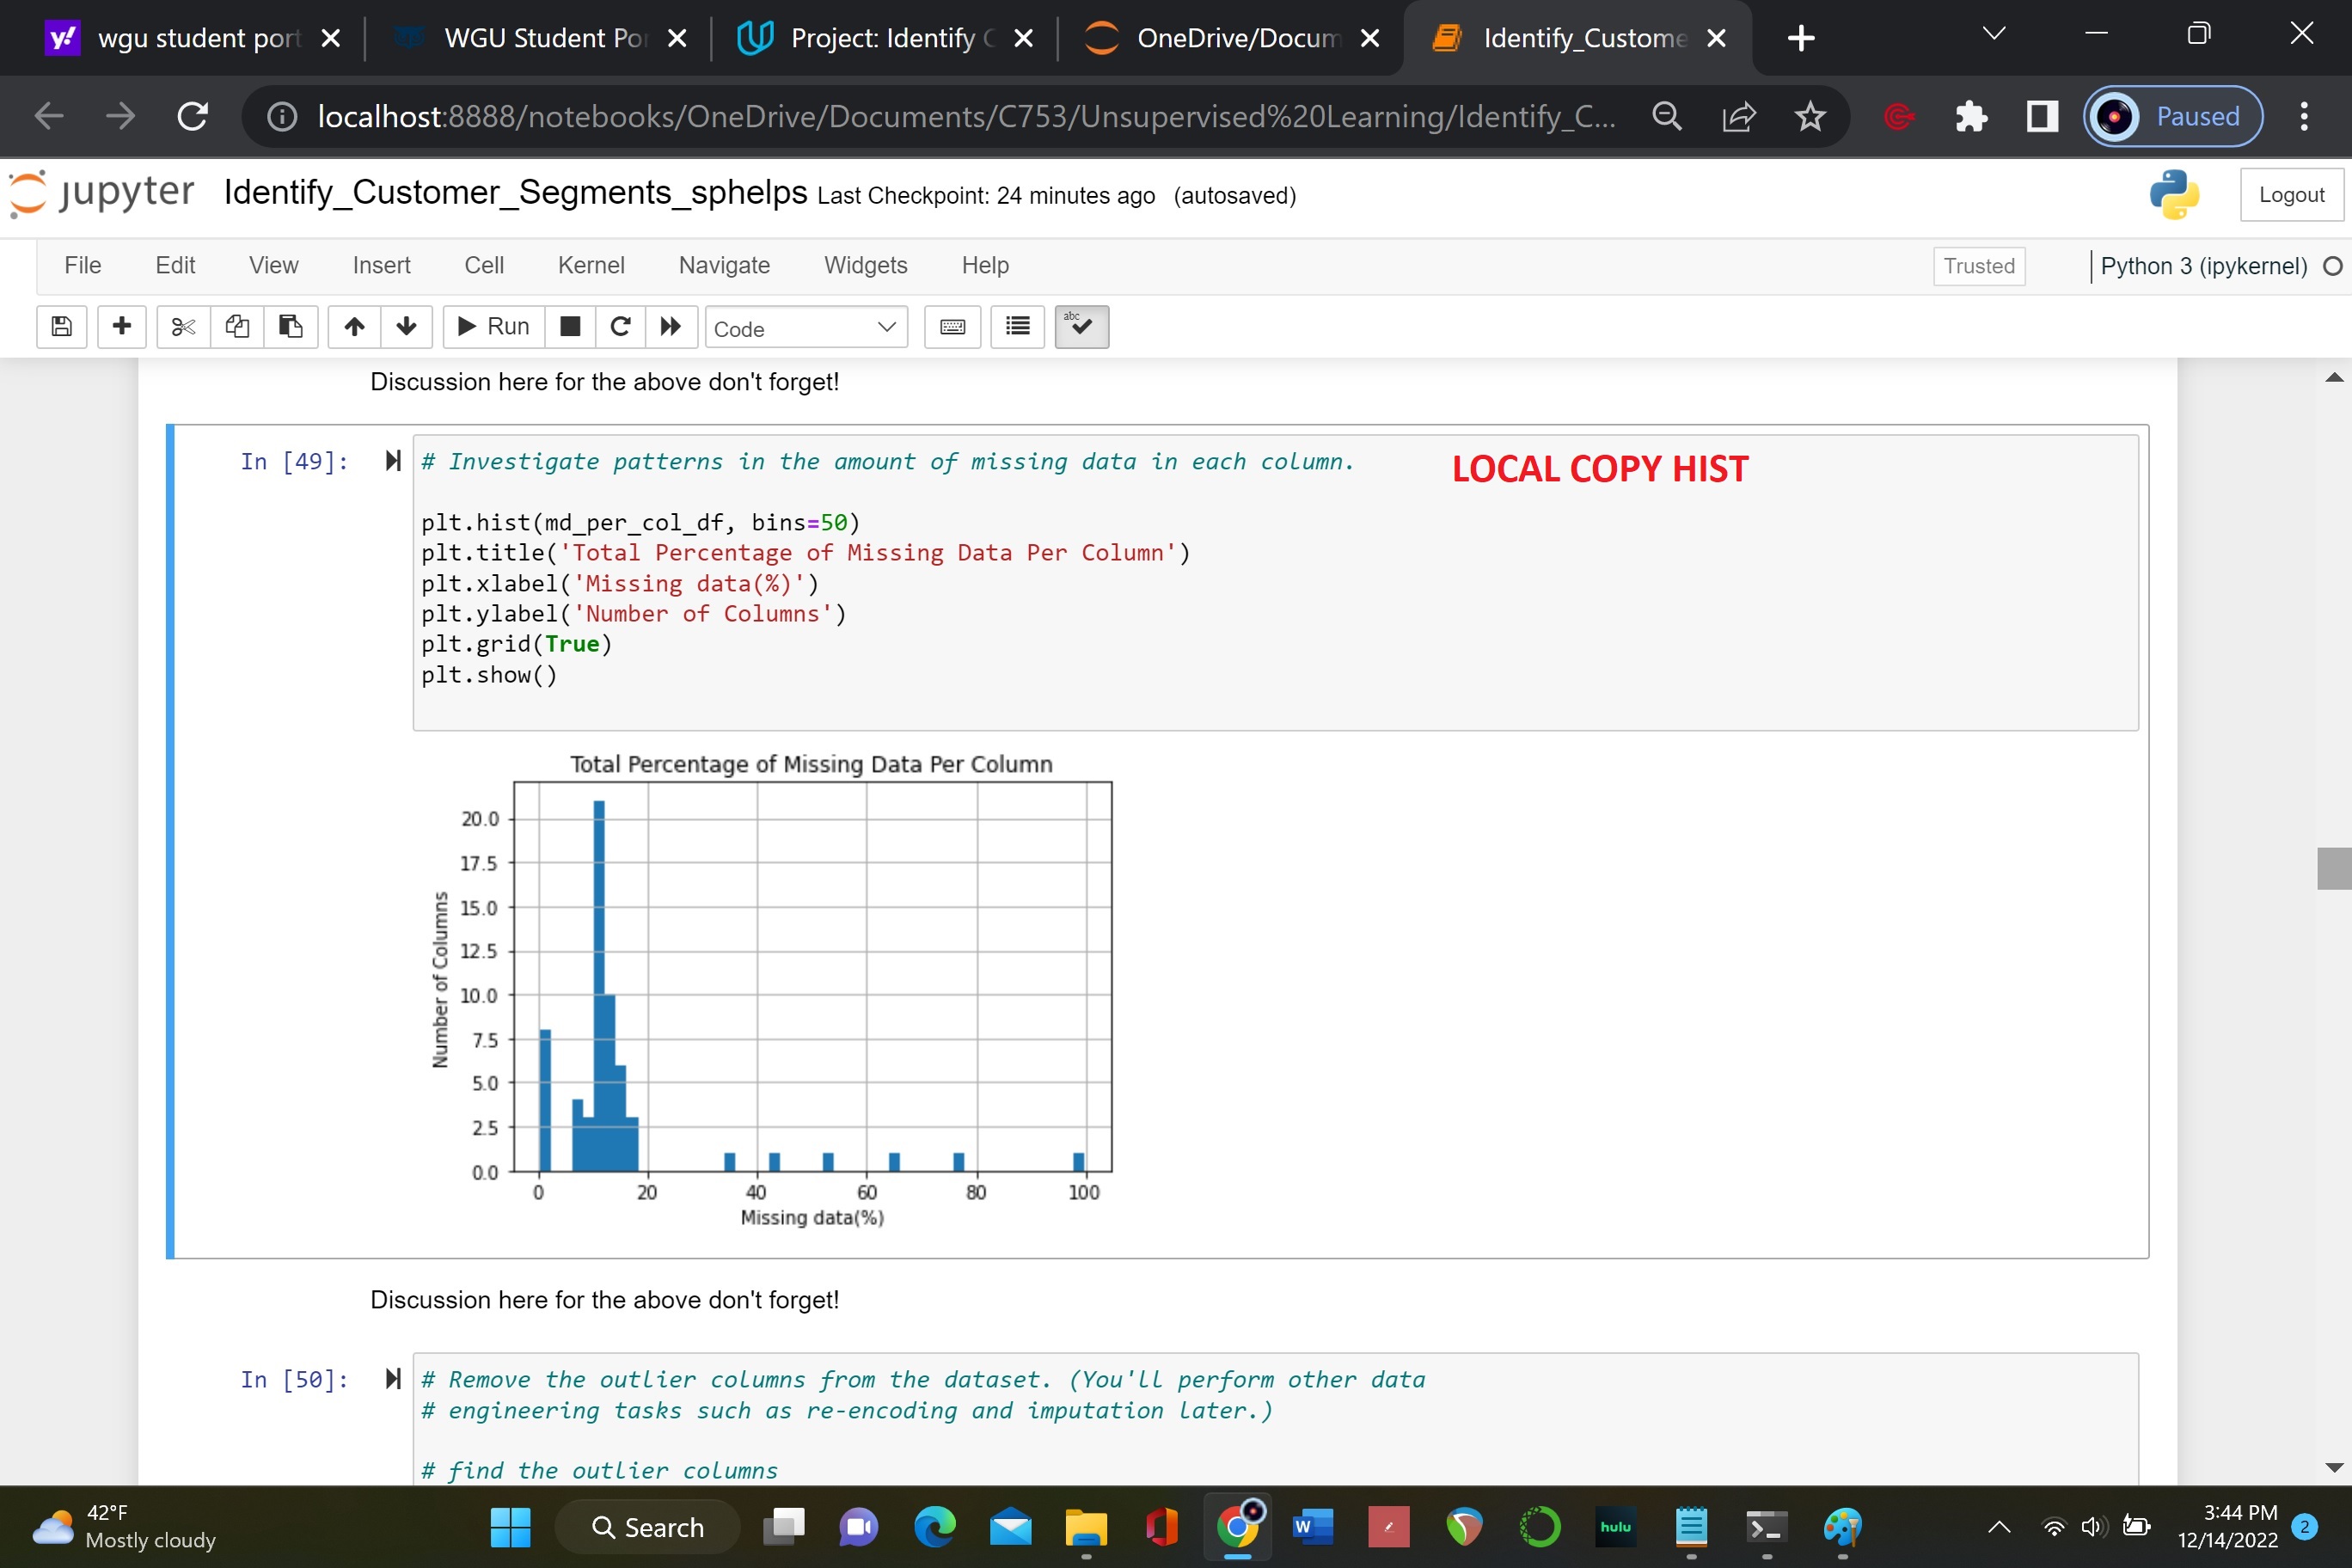 wgu student port
WGU Student Po
Project: Identify C
OneDrive/Docum
Identify_Custome
localhost:8888/notebooks/OneDrive/Documents/C753/Unsupervised%20Learning/Identify_C...
Paused
jupyter Identify_Customer_Segments_sphelps Last Checkpoint: 24 minutes ago (autosaved)
Logout
File Edit View Insert Cell Kernel Navigate Widgets Help
Trusted
Python 3 (ipykernel)
Run
Code
abc
Discussion here for the above don't forget!
In [49]:
# Investigate patterns in the amount of missing data in each column.
LOCAL COPY HIST
plt.hist(md_per_col_df, bins=50)
plt.title('Total Percentage of Missing Data Per Column')
plt.xlabel('Missing data(%)')
plt.ylabel('Number of Columns')
plt.grid(True)
plt.show()
Total Percentage of Missing Data Per Column
Number of Columns
20.0
17.5
15.0
12.5
10.0
7.5
5.0
2.5
0.0
0 20 40 60 80 100
Missing data(%)
Discussion here for the above don't forget!
In [50]:
# Remove the outlier columns from the dataset. (You'll perform other data
# engineering tasks such as re-encoding and imputation later.)
# find the outlier columns
42°F
Mostly cloudy
Search
W
hulu
3:44 PM
12/14/2022
2